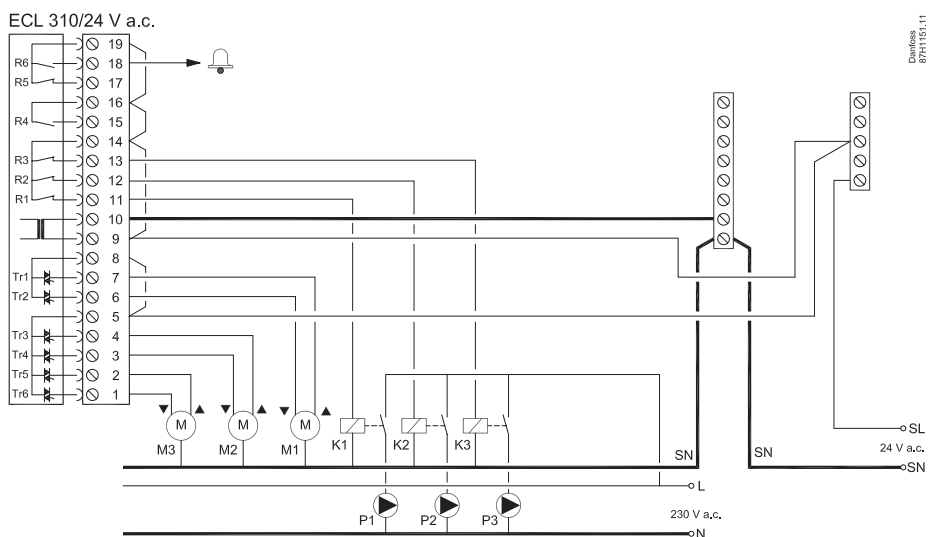 ECL 310/24 V a.c.
Danfoss
87H1151.11
19
R6 18
R5 17
16
R4 15
14
R3 13
R2 12
R1 11
10
9
8
Tr1 7
Tr2 6
5
Tr3 4
Tr4 3
Tr5 2
Tr6 1
M M M
M3 M2 M1 K1 K2 K3
SL
24 V a.c.
SN SN SN
L
P1 P2 P3
230 V a.c.
N